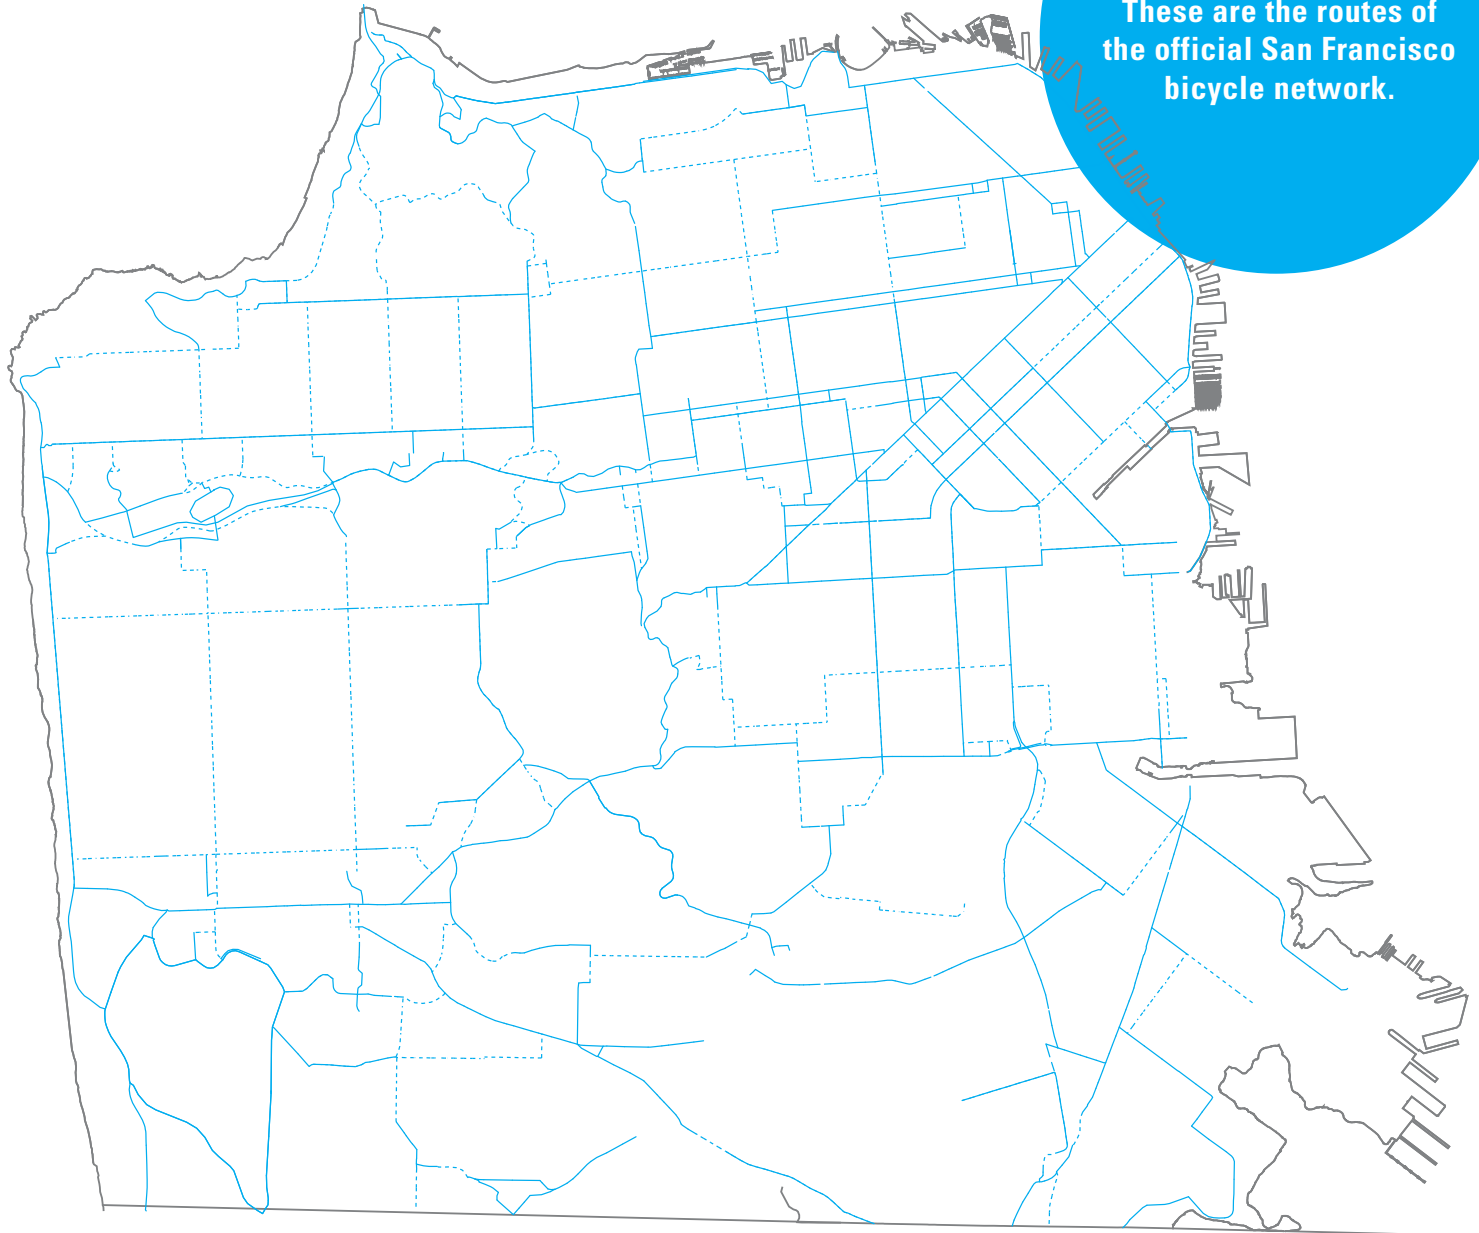 These are the routes of
the official San Francisco
bicycle network.